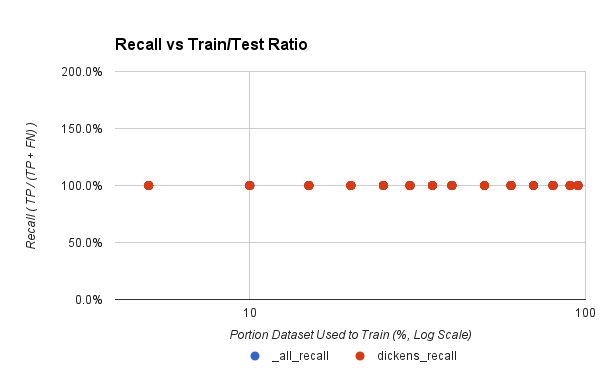 Recall vs Train/Test Ratio
200.0%
150.0%
100.0%
50.0%
0.0%
Recall ( TP / (TP + FN) )
10
100
Portion Dataset Used to Train (%, Log Scale)
_all_recall
dickens_recall